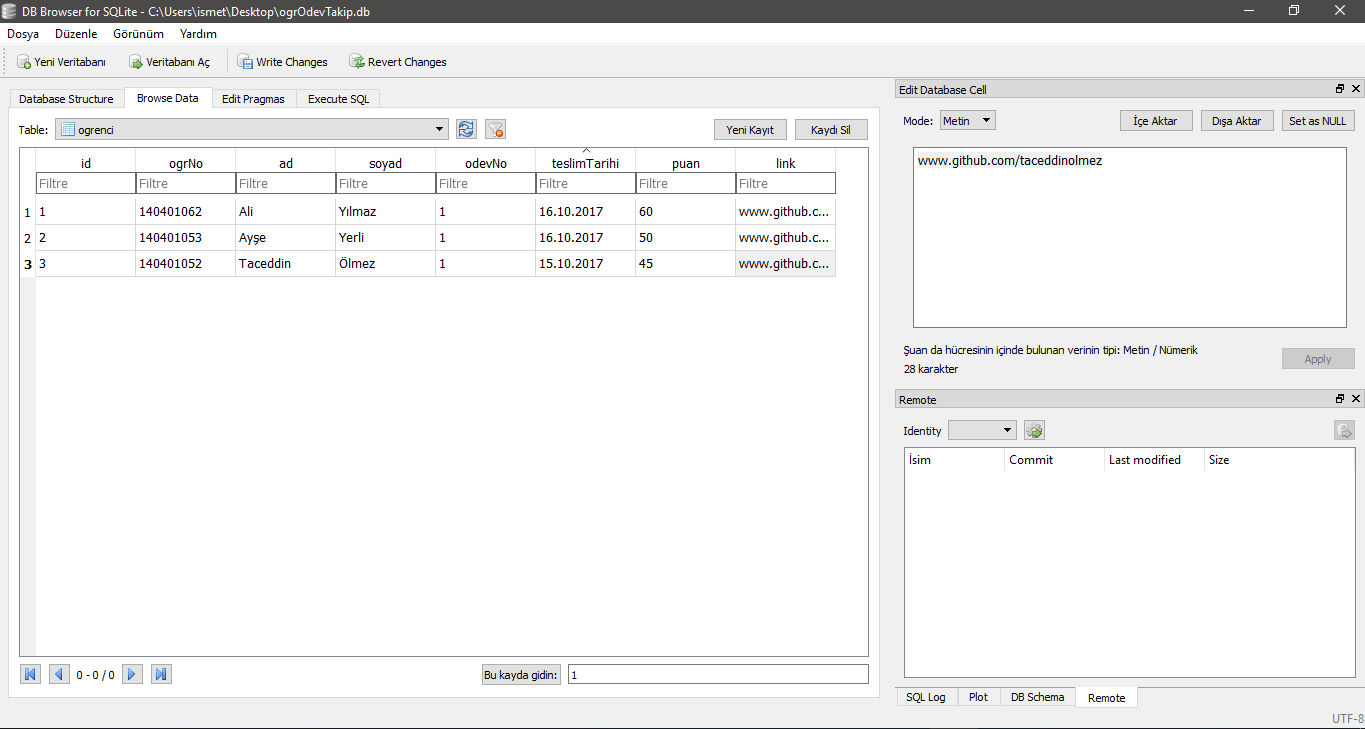 DB Browser for SQLite - C:\Users\ismet\Desktop\ogrOdevTakip.db
Dosya Düzenle Görünüm Yardım
Yeni Veritabanı Veritabanı Aç Write Changes Revert Changes
Database Structure Browse Data Edit Pragmas Execute SQL
Table: ogrenci Yeni Kayıt Kaydı Sil
id ogrNo ad soyad odevNo teslimTarihi puan link
Filtre Filtre Filtre Filtre Filtre Filtre Filtre Filtre
1 1 140401062 Ali Yılmaz 1 16.10.2017 60 www.github.c...
2 2 140401053 Ayşe Yerli 1 16.10.2017 50 www.github.c...
3 3 140401052 Taceddin Ölmez 1 15.10.2017 45 www.github.c...
0 - 0 / 0 Bu kayda gidin: 1
Edit Database Cell
Mode: Metin İçe Aktar Dışa Aktar Set as NULL
www.github.com/taceddinolmez
Şuan da hücresinin içinde bulunan verinin tipi: Metin / Nümerik
28 karakter
Apply
Remote
Identity
İsim Commit Last modified Size
SQL Log Plot DB Schema Remote
UTF-8